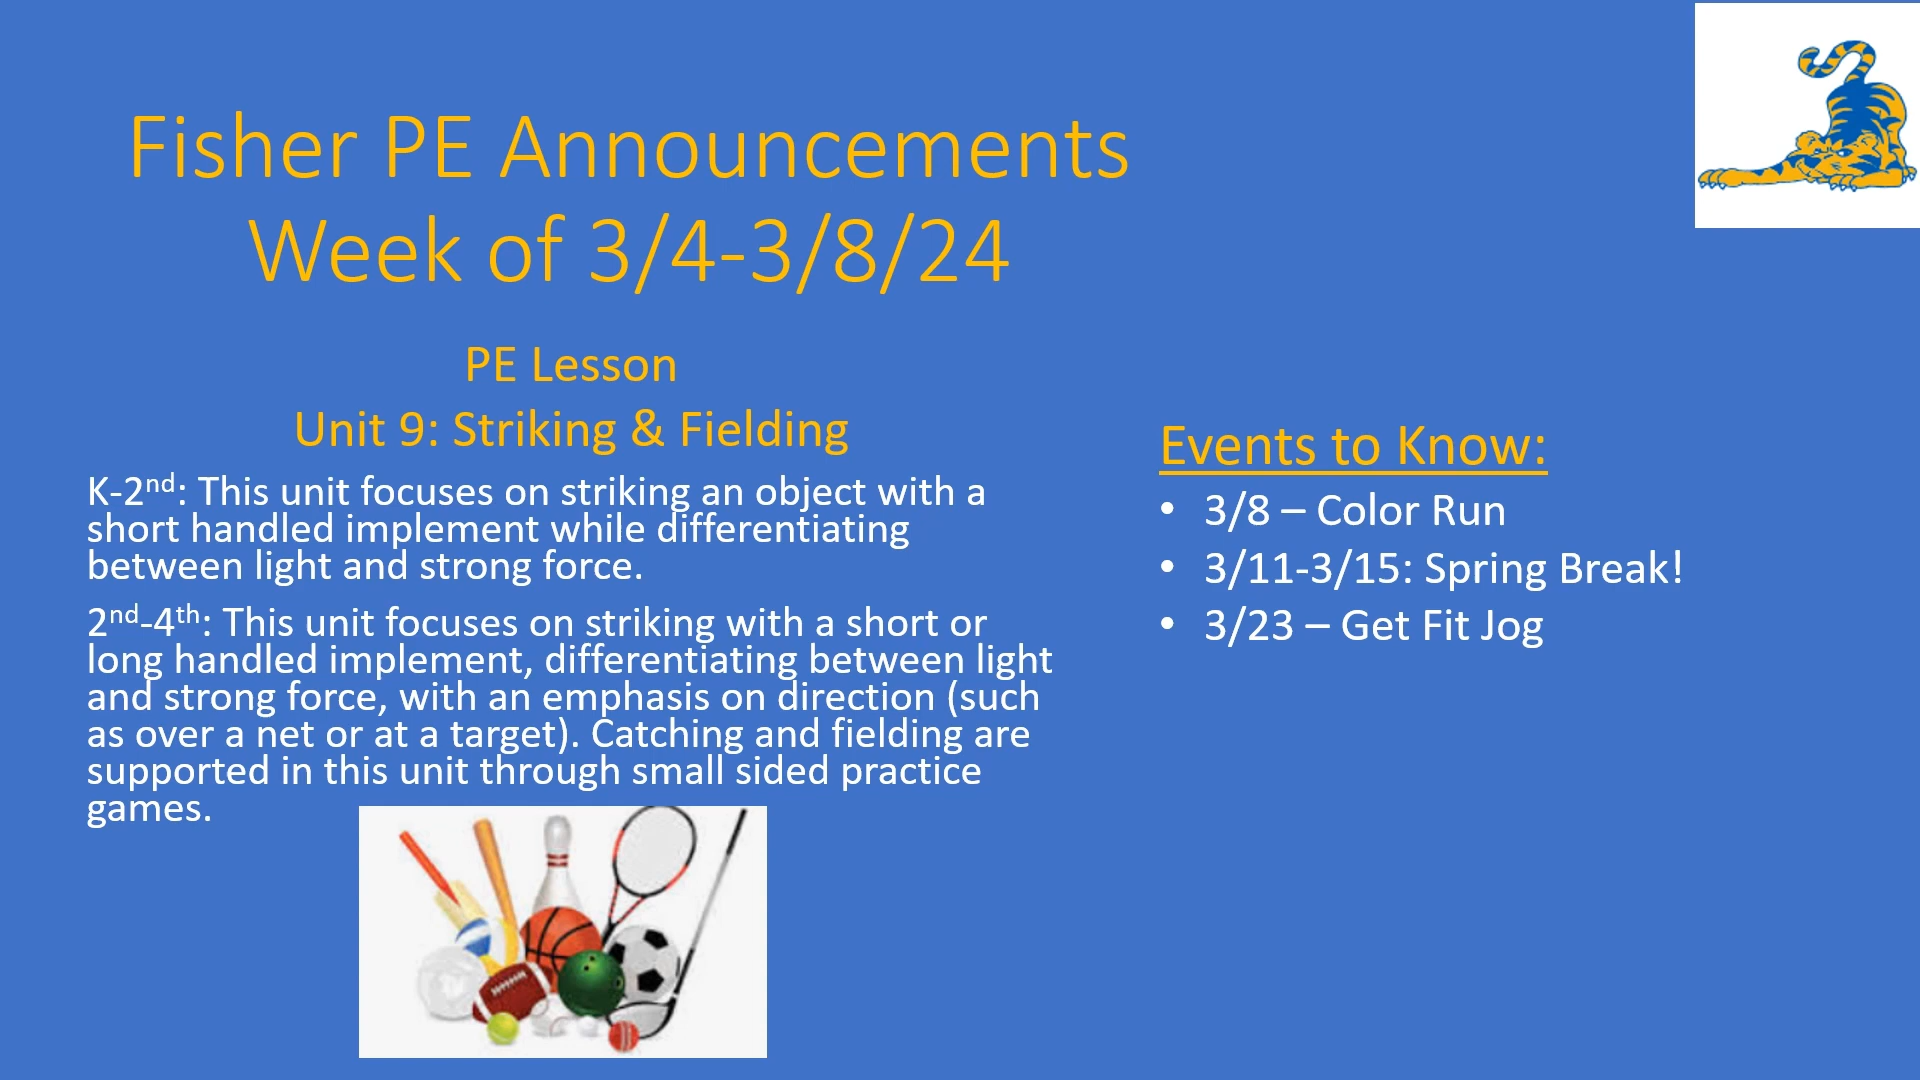 Fisher PE Announcements
Week of 3/4-3/8/24
PE Lesson
Unit 9: Striking & Fielding
K-2nd: This unit focuses on striking an object with a
short handled implement while differentiating
between light and strong force.
2nd-4th: This unit focuses on striking with a short or
long handled implement, differentiating between light
and strong force, with an emphasis on direction (such
as over a net or at a target). Catching and fielding are
supported in this unit through small sided practice
games.
Events to Know:
• 3/8 – Color Run
• 3/11-3/15: Spring Break!
• 3/23 – Get Fit Jog